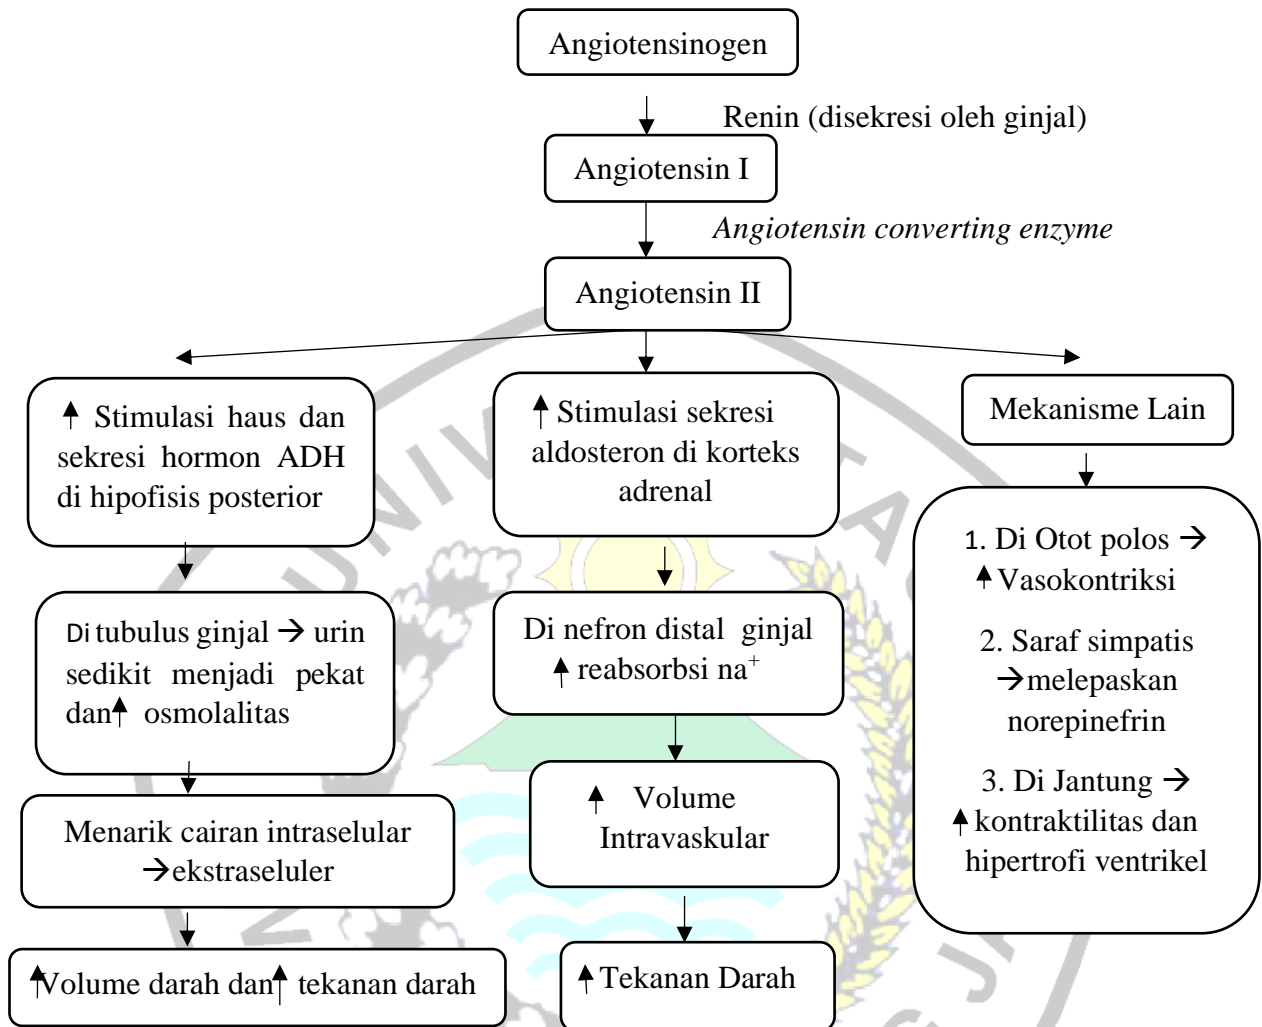 Angiotensinogen
Renin (disekresi oleh ginjal)
Angiotensin I
Angiotensin converting enzyme
Angiotensin II
↑ Stimulasi haus dan
sekresi hormon ADH
di hipofisis posterior
Di tubulus ginjal → urin
sedikit menjadi pekat
dan↑ osmolalitas
Menarik cairan intraselular
→ekstraseluler
↑Volume darah dan↑ tekanan darah
↑ Stimulasi sekresi
aldosteron di korteks
adrenal
Di nefron distal ginjal
↑ reabsorbsi na⁺
↑ Volume
Intravaskular
↑ Tekanan Darah
Mekanisme Lain
1. Di Otot polos →
↑Vasokontriksi
2. Saraf simpatis
→melepaskan
norepinefrin
3. Di Jantung →
↑kontraktilitas dan
hipertrofi ventrikel